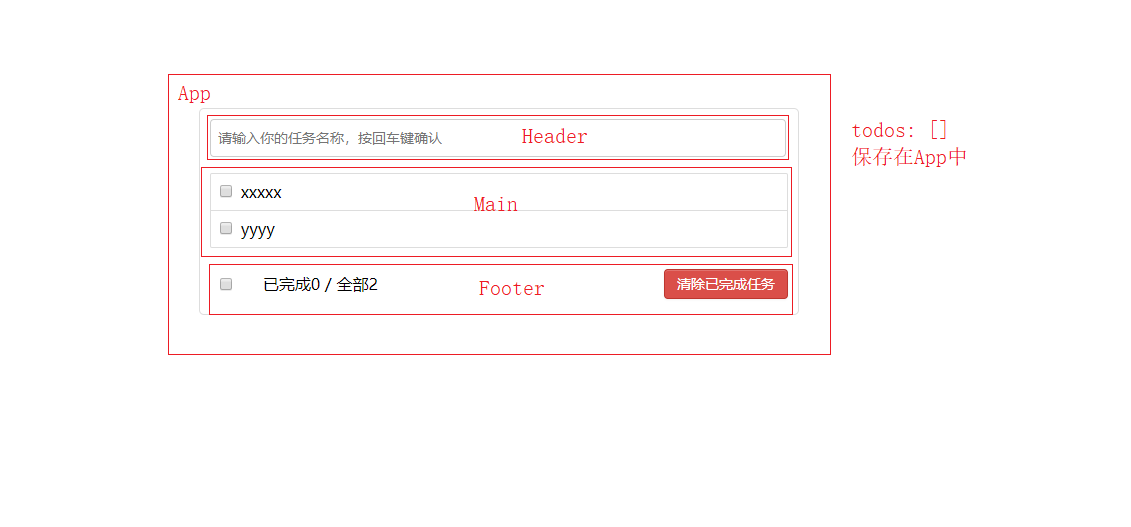 App
请输入你的任务名称，按回车键确认
Header
todos: []
保存在App中
xxxxx
Main
yyyy
已完成0 / 全部2
Footer
清除已完成任务